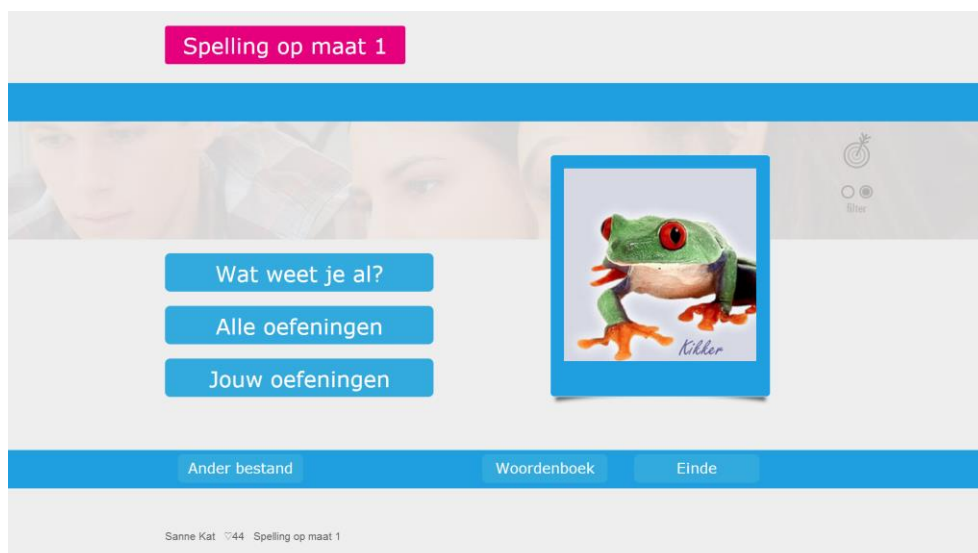 Spelling op maat 1
filter
Wat weet je al?
Alle oefeningen
Jouw oefeningen
Kikker
Ander bestand Woordenboek Einde
Sanne Kat ♡44 Spelling op maat 1